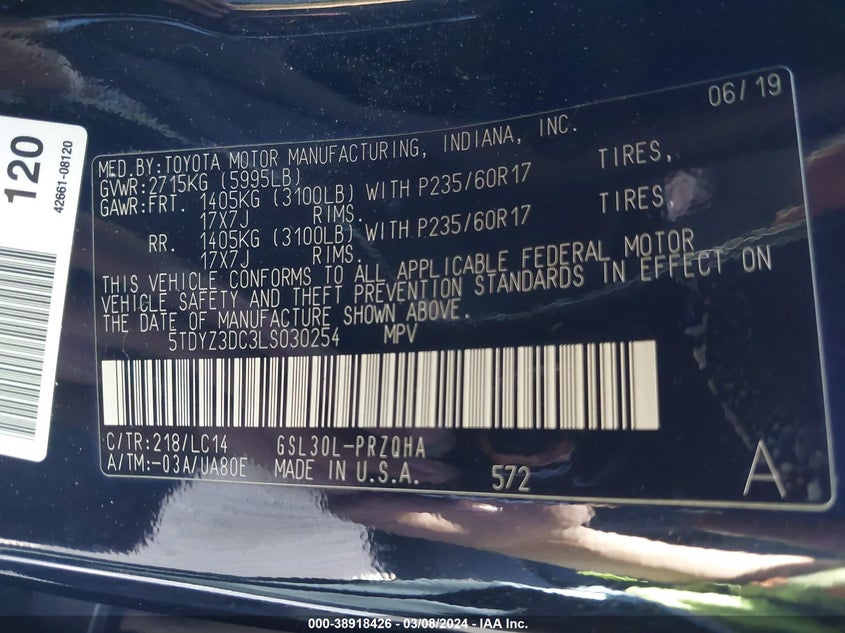 120
42661-08120
06/19
MFD.BY:TOYOTA MOTOR MANUFACTURING, INDIANA, INC.
GVWR:2715KG (5995LB)
GAWR:FRT. 1405KG (3100LB) WITH P235/60R17 TIRES,
17X7J RIMS.
RR. 1405KG (3100LB) WITH P235/60R17 TIRES,
17X7J RIMS.
THIS VEHICLE CONFORMS TO ALL APPLICABLE FEDERAL MOTOR
VEHICLE SAFETY AND THEFT PREVENTION STANDARDS IN EFFECT ON
THE DATE OF MANUFACTURE SHOWN ABOVE.
5TDYZ3DC3LS030254 MPV
C/TR:218/LC14 GSL30L-PRZQHA
A/TM:-03A/UA80E MADE IN U.S.A. 572
A
000-38918426 - 03/08/2024 - IAA Inc.